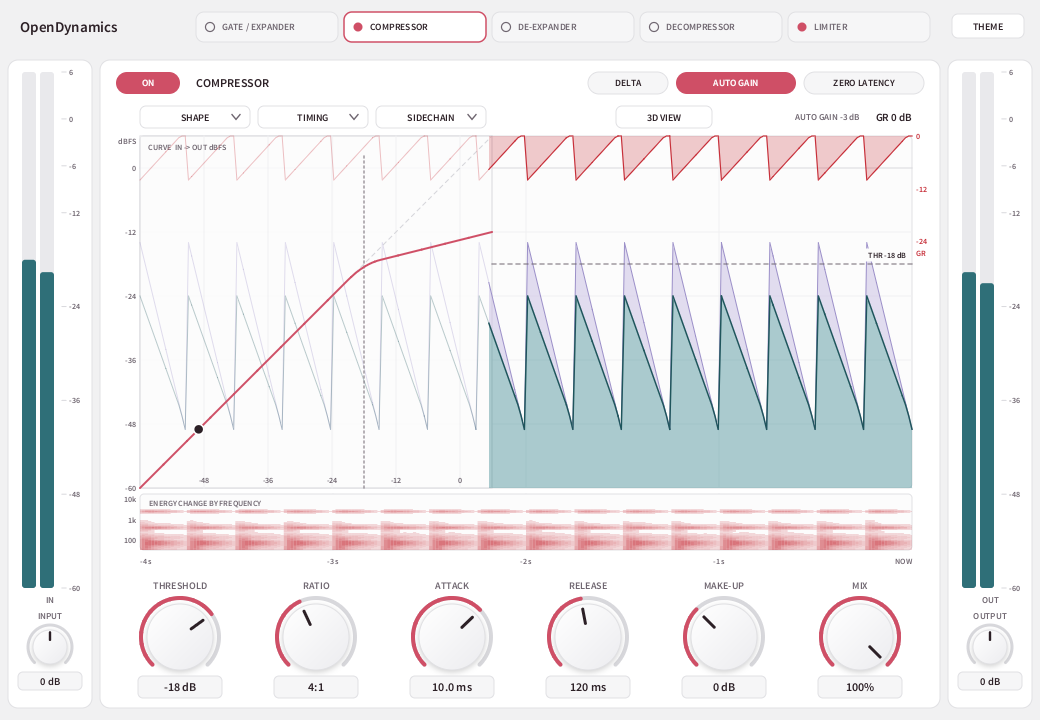 OpenDynamics
GATE / EXPANDER
COMPRESSOR
DE-EXPANDER
DECOMPRESSOR
LIMITER
THEME
ON
COMPRESSOR
DELTA
AUTO GAIN
ZERO LATENCY
SHAPE
TIMING
SIDECHAIN
3D VIEW
AUTO GAIN -3 dB
GR 0 dB
6
0
-6
-12
-24
-36
-48
-60
IN
INPUT
0 dB
dBFS
CURVE IN -> OUT dBFS
0
-12
-24
-36
-48
-60
-48
-36
-24
-12
0
THR -18 dB
0
-12
-24
GR
10k
1k
100
ENERGY CHANGE BY FREQUENCY
-4s
-3s
-2s
-1s
NOW
THRESHOLD
RATIO
ATTACK
RELEASE
MAKE-UP
MIX
-18 dB
4:1
10.0 ms
120 ms
0 dB
100%
6
0
-6
-12
-24
-36
-48
-60
OUT
OUTPUT
0 dB